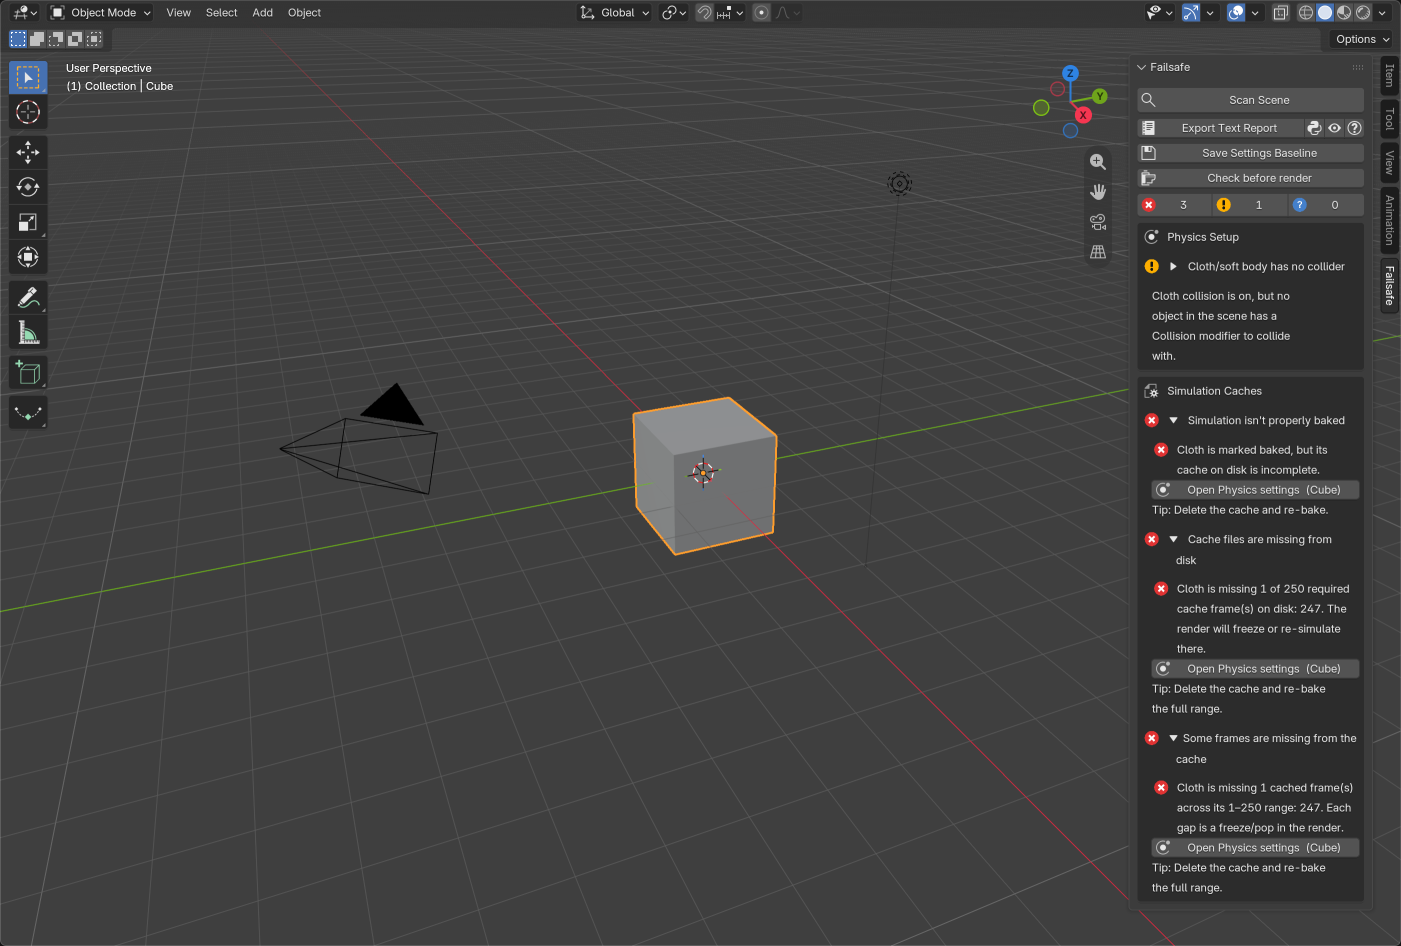 Object Mode View Select Add Object Global
Options
User Perspective
(1) Collection | Cube
Z
Y
X
Failsafe
Scan Scene
Export Text Report
Save Settings Baseline
Check before render
3 1 ? 0
Physics Setup
Cloth/soft body has no collider
Cloth collision is on, but no
object in the scene has a
Collision modifier to collide
with.
Simulation Caches
Simulation isn't properly baked
Cloth is marked baked, but its
cache on disk is incomplete.
Open Physics settings (Cube)
Tip: Delete the cache and re-bake.
Cache files are missing from
disk
Cloth is missing 1 of 250 required
cache frame(s) on disk: 247. The
render will freeze or re-simulate
there.
Open Physics settings (Cube)
Tip: Delete the cache and re-bake
the full range.
Some frames are missing from the
cache
Cloth is missing 1 cached frame(s)
across its 1–250 range: 247. Each
gap is a freeze/pop in the render.
Open Physics settings (Cube)
Tip: Delete the cache and re-bake
the full range.
Item
Tool
View
Animation
Failsafe